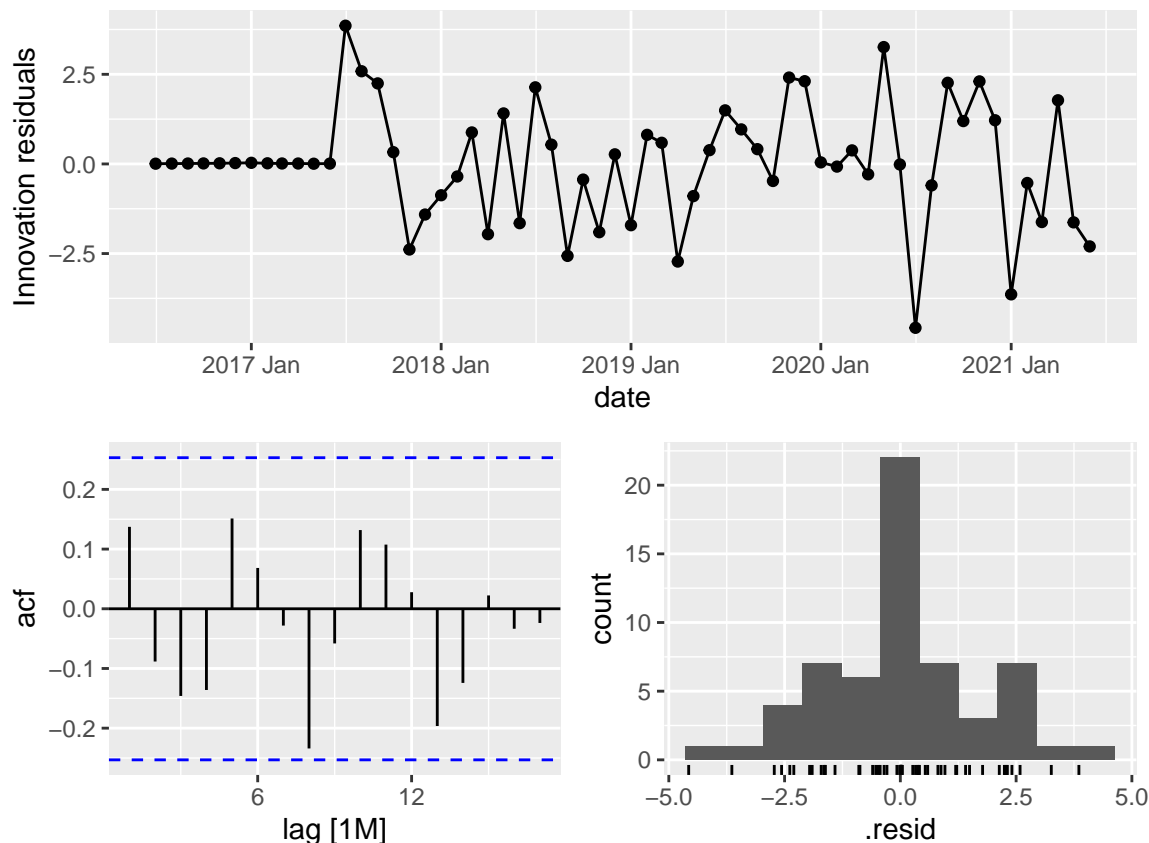 Innovation residuals
2.5
0.0
−2.5
2017 Jan 2018 Jan 2019 Jan 2020 Jan 2021 Jan
date
acf
0.2
0.1
0.0
−0.1
−0.2
6 12
lag [1M]
count
20
15
10
5
0
−5.0 −2.5 0.0 2.5 5.0
.resid